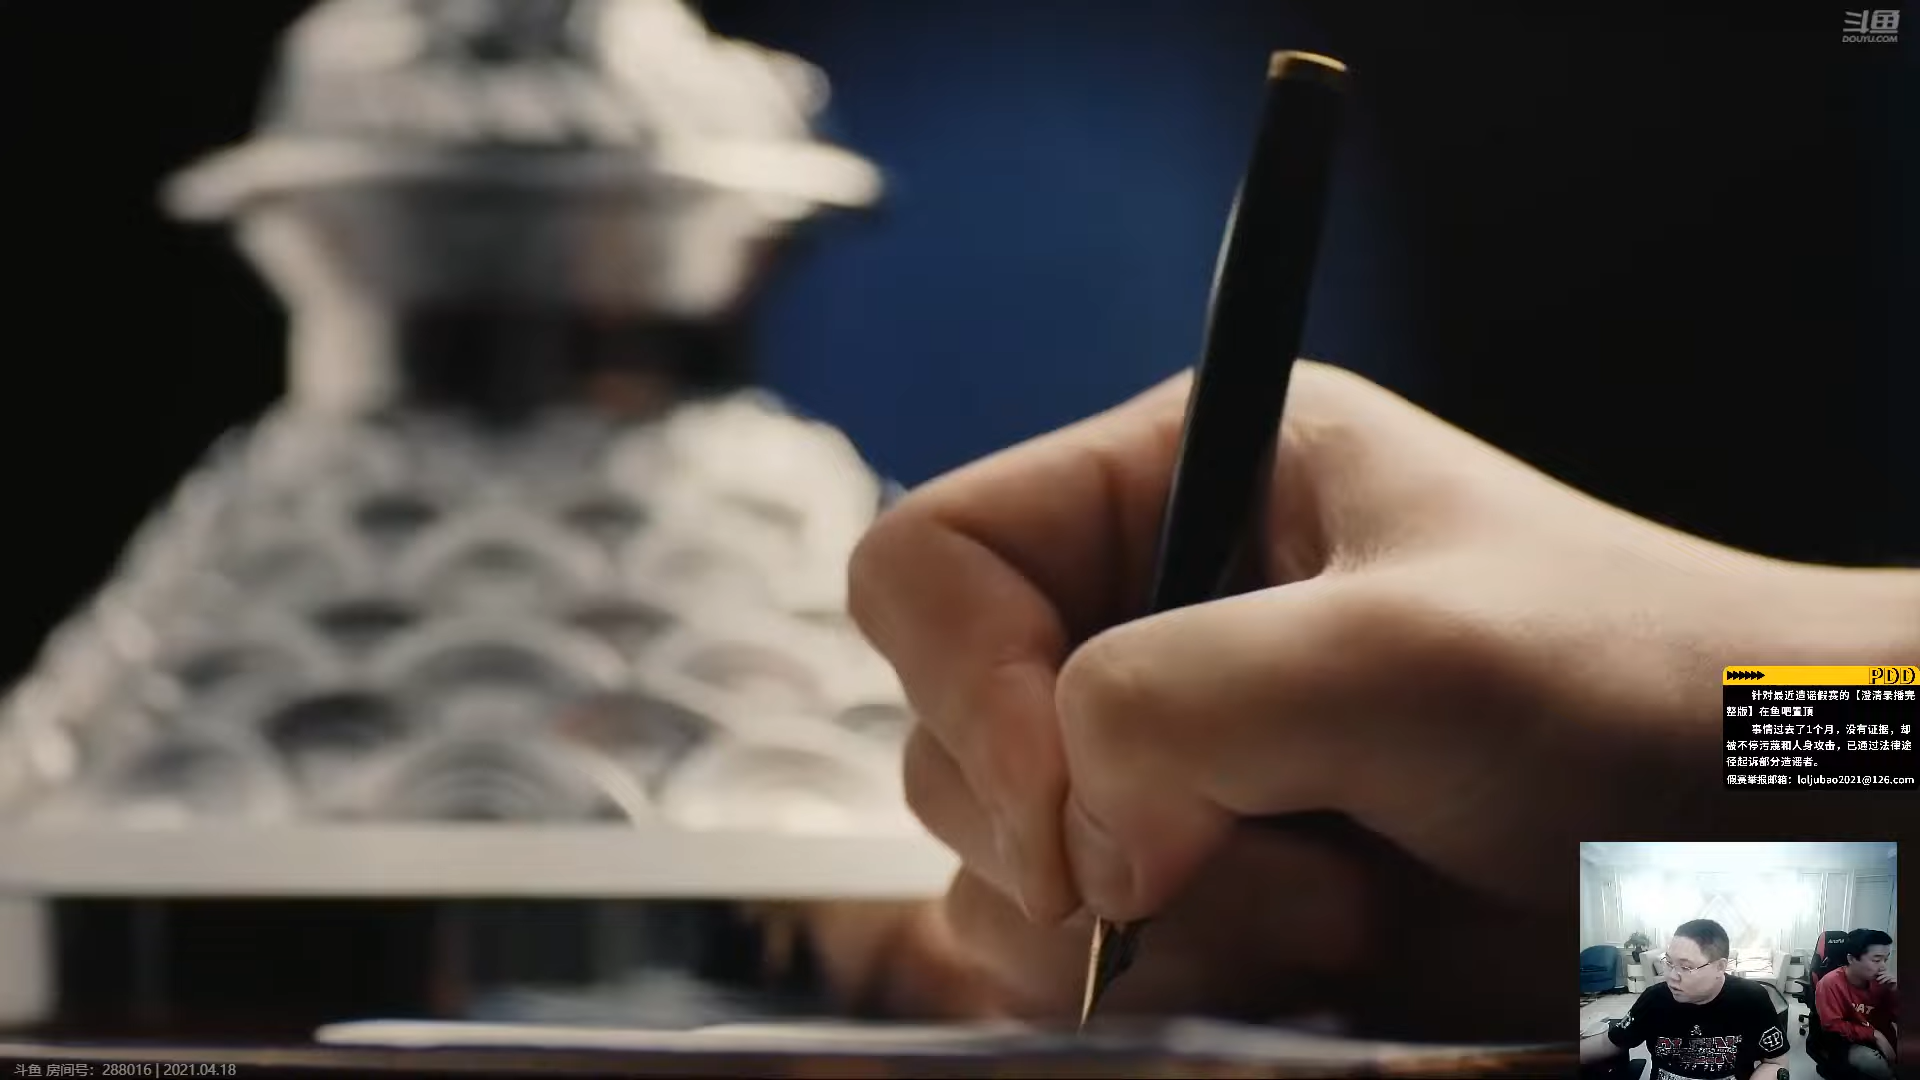 斗鱼
DOUYU.COM
PDD
针对最近造谣假赛的【澄清录播完
整版】在鱼吧置顶
事情过去了1个月，没有证据，却
被不停污蔑和人身攻击，已通过法律途
径起诉部分造谣者。
假赛举报邮箱：loljubao2021@126.com
斗鱼 房间号：288016 | 2021.04.18